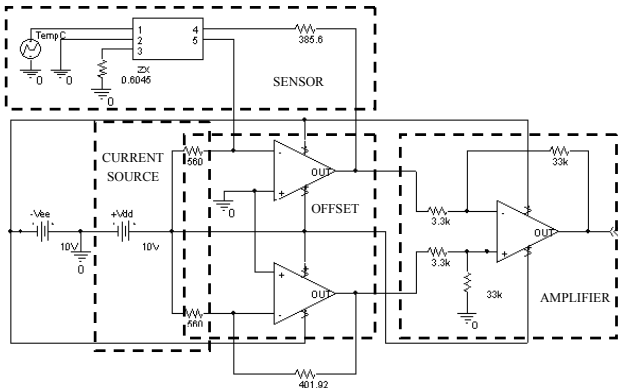 TempC
1
2
3
4
5
385.6
ZX
0.6045
0
0
0
SENSOR
CURRENT
SOURCE
560
-
+
OUT
0
OFFSET
33k
3.3k
-
+
OUT
3.3k
33k
0
AMPLIFIER
-Vee
10V
0
+Vdd
10V
+
-
OUT
560
401.92